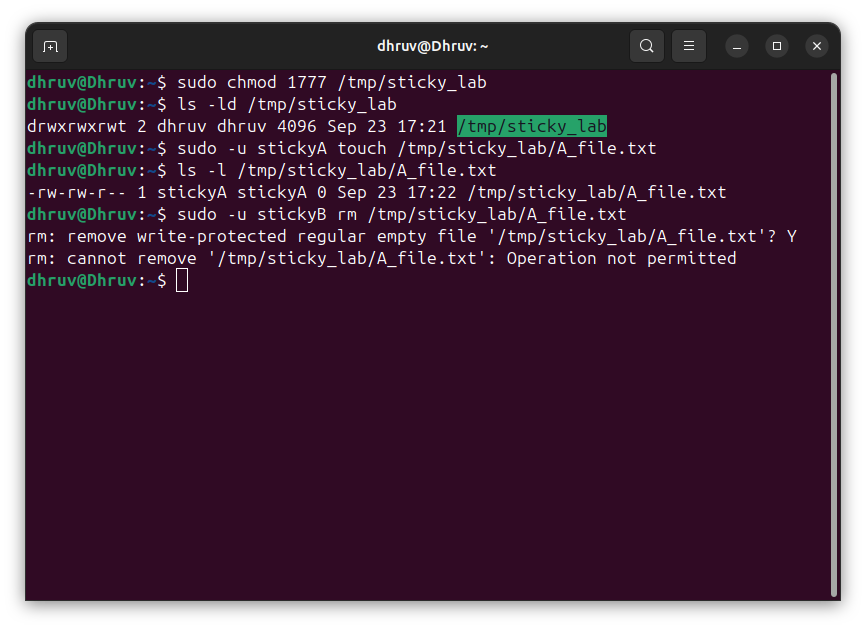 dhruv@Dhruv: ~
dhruv@Dhruv:~$ sudo chmod 1777 /tmp/sticky_lab
dhruv@Dhruv:~$ ls -ld /tmp/sticky_lab
drwxrwxrwt 2 dhruv dhruv 4096 Sep 23 17:21 /tmp/sticky_lab
dhruv@Dhruv:~$ sudo -u stickyA touch /tmp/sticky_lab/A_file.txt
dhruv@Dhruv:~$ ls -l /tmp/sticky_lab/A_file.txt
-rw-rw-r-- 1 stickyA stickyA 0 Sep 23 17:22 /tmp/sticky_lab/A_file.txt
dhruv@Dhruv:~$ sudo -u stickyB rm /tmp/sticky_lab/A_file.txt
rm: remove write-protected regular empty file '/tmp/sticky_lab/A_file.txt'? Y
rm: cannot remove '/tmp/sticky_lab/A_file.txt': Operation not permitted
dhruv@Dhruv:~$